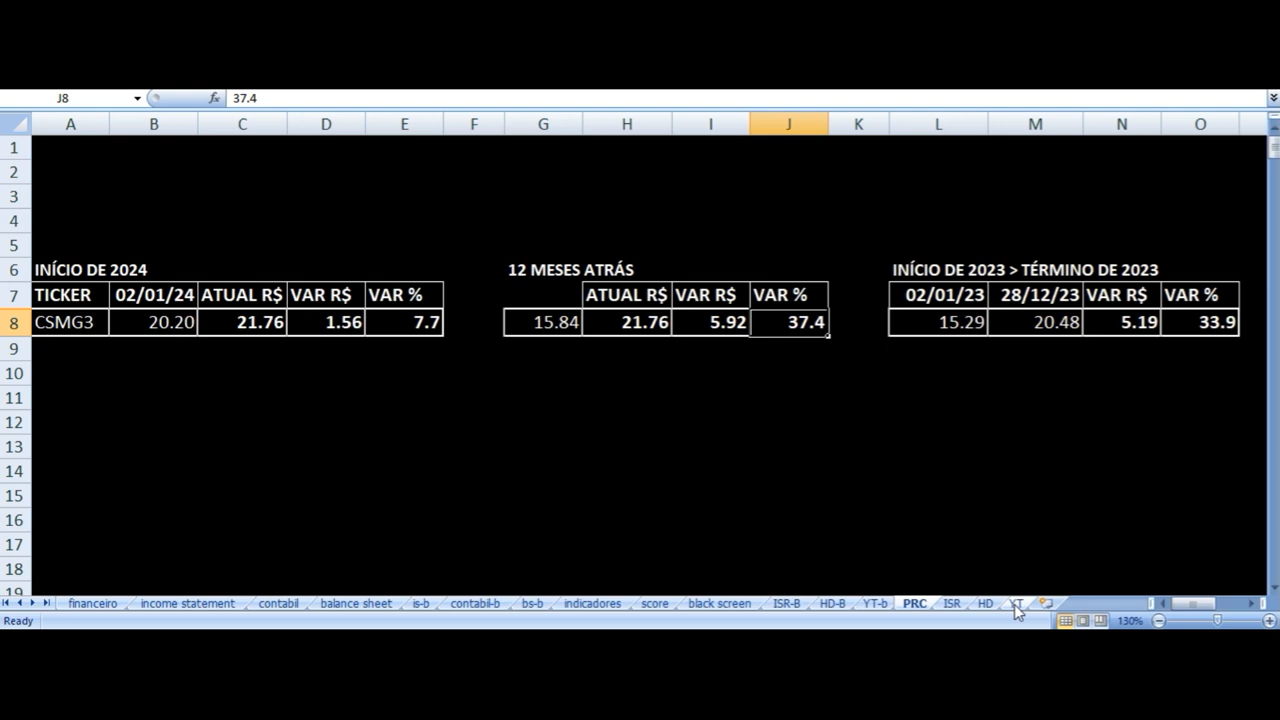 J8 fx 37.4
A B C D E F G H I J K L M N O
1
2
3
4
5
6 INÍCIO DE 2024 12 MESES ATRÁS INÍCIO DE 2023 > TÉRMINO DE 2023
7 TICKER 02/01/24 ATUAL R$ VAR R$ VAR % ATUAL R$ VAR R$ VAR % 02/01/23 28/12/23 VAR R$ VAR %
8 CSMG3 20.20 21.76 1.56 7.7 15.84 21.76 5.92 37.4 15.29 20.48 5.19 33.9
9
10
11
12
13
14
15
16
17
18
19
financeiro income statement contabil balance sheet is-b contabil-b bs-b indicadores score black screen ISR-B HD-B YT-b PRC ISR HD YT
Ready 130%